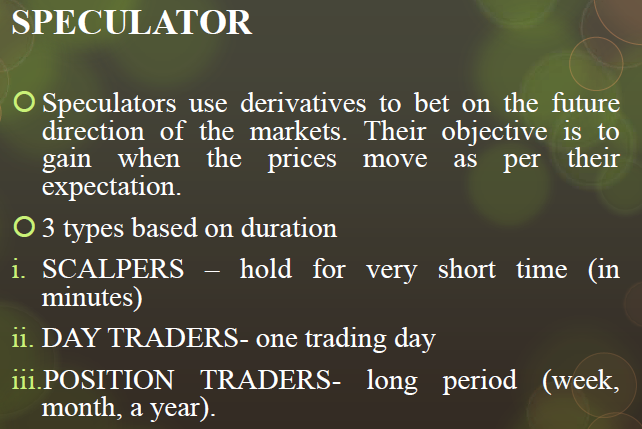 SPECULATOR
Speculators use derivatives to bet on the future
direction of the markets. Their objective is to
gain when the prices move as per their
expectation.
3 types based on duration
i. SCALPERS – hold for very short time (in
minutes)
ii. DAY TRADERS- one trading day
iii.POSITION TRADERS- long period (week,
month, a year).